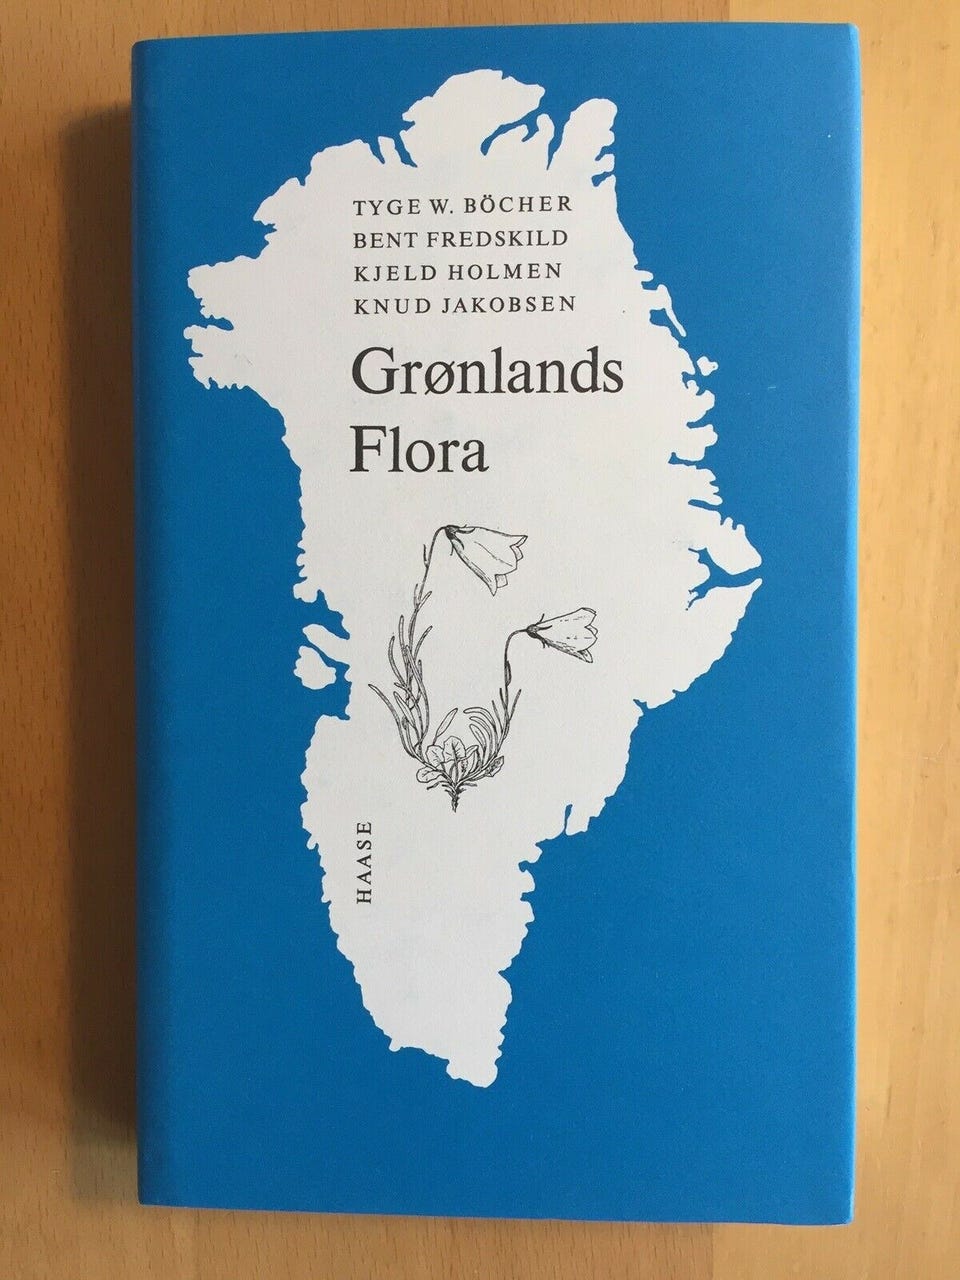 TYGE W. BÖCHER
BENT FREDSKILD
KJELD HOLMEN
KNUD JAKOBSEN
Grønlands
Flora
HAASE